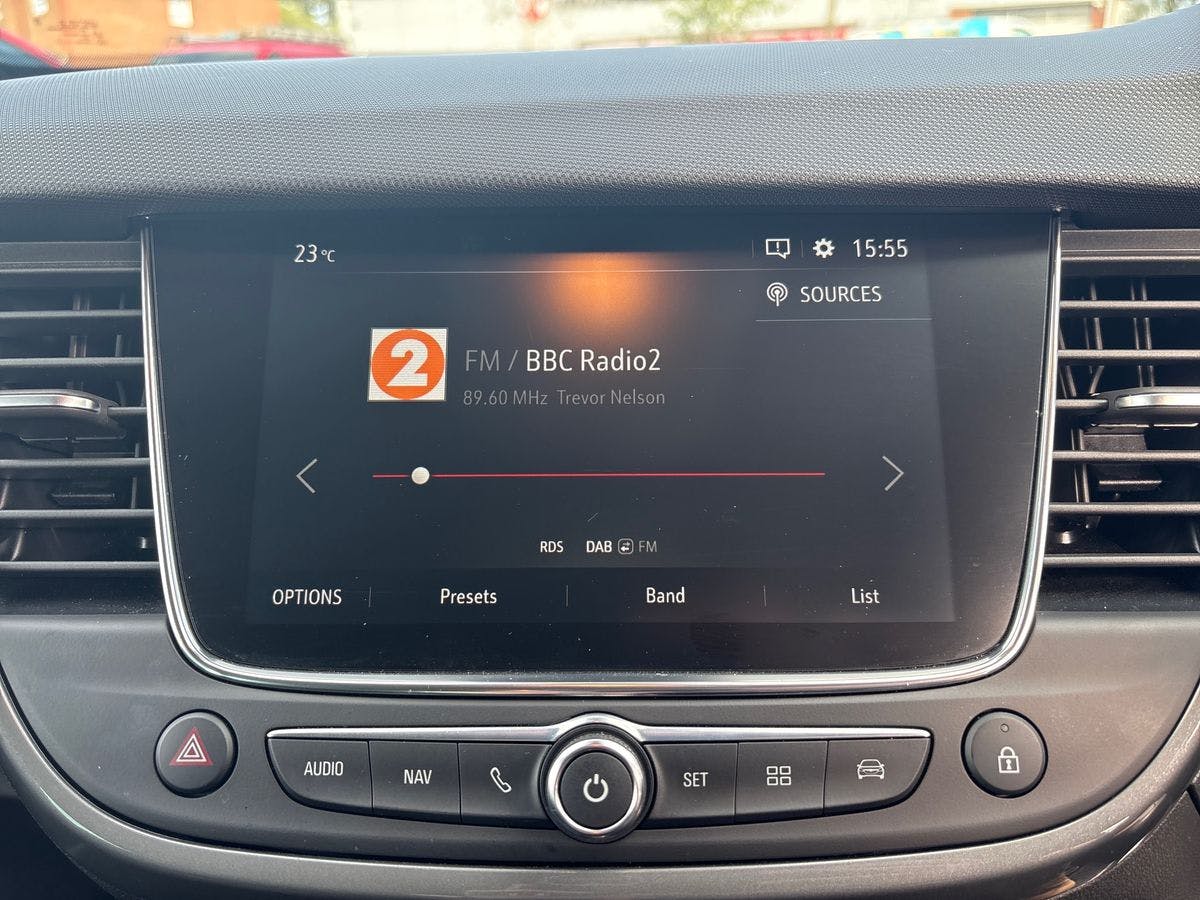 23°C
15:55
SOURCES
2
FM / BBC Radio2
89.60 MHz Trevor Nelson
RDS DAB FM
OPTIONS Presets Band List
AUDIO NAV SET